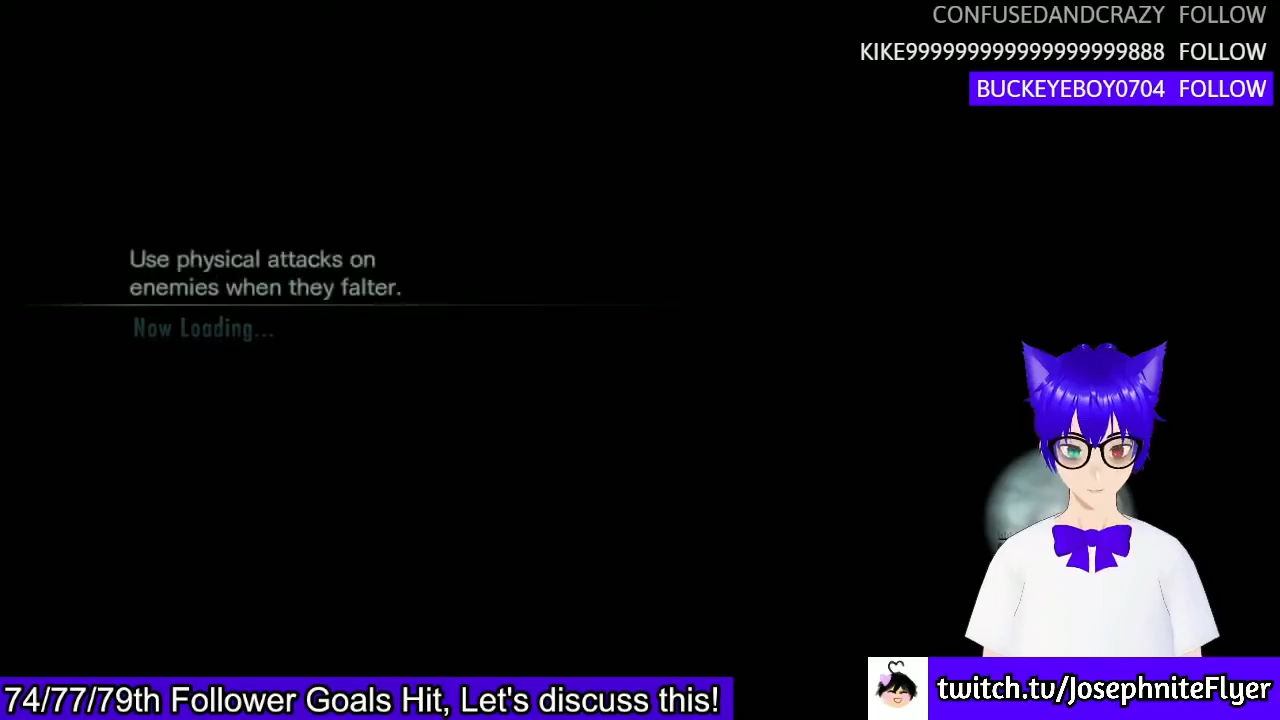 CONFUSEDANDCRAZY FOLLOW
KIKE999999999999999999888 FOLLOW
BUCKEYEBOY0704 FOLLOW
Use physical attacks on
enemies when they falter.
Now Loading...
74/77/79th Follower Goals Hit, Let's discuss this!
twitch.tv/JosephniteFlyer